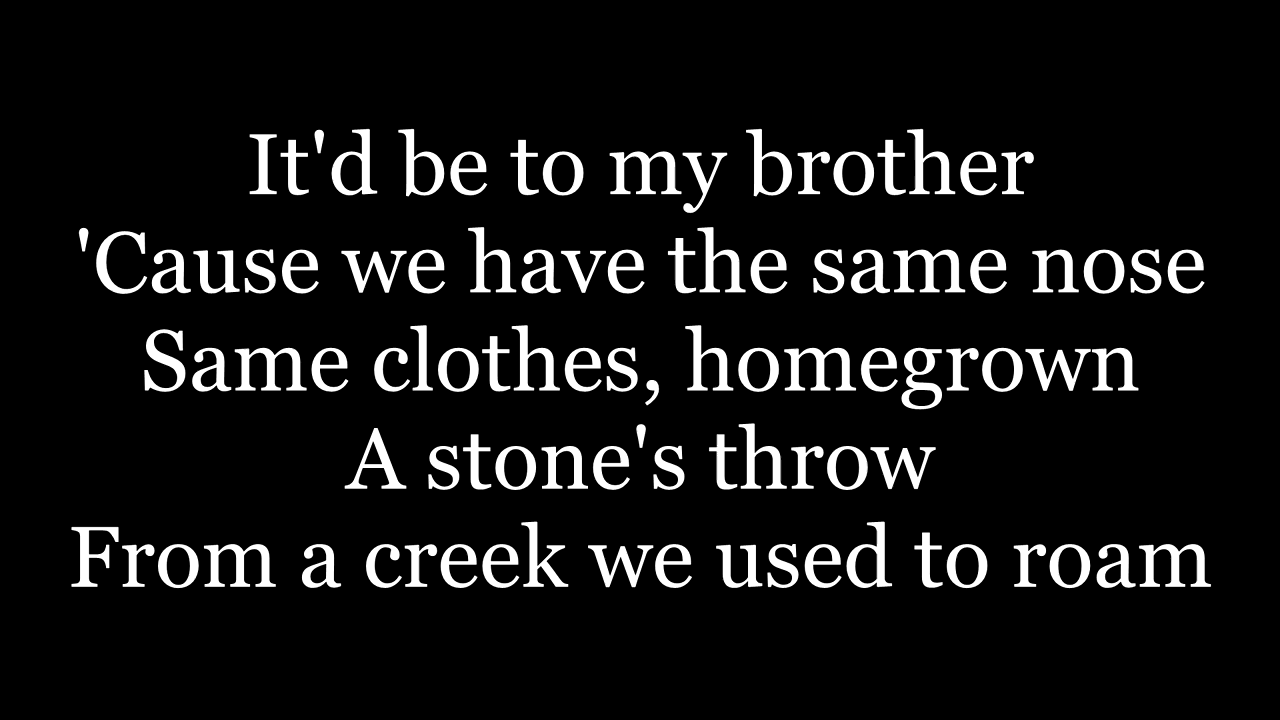 It'd be to my brother
'Cause we have the same nose
Same clothes, homegrown
A stone's throw
From a creek we used to roam